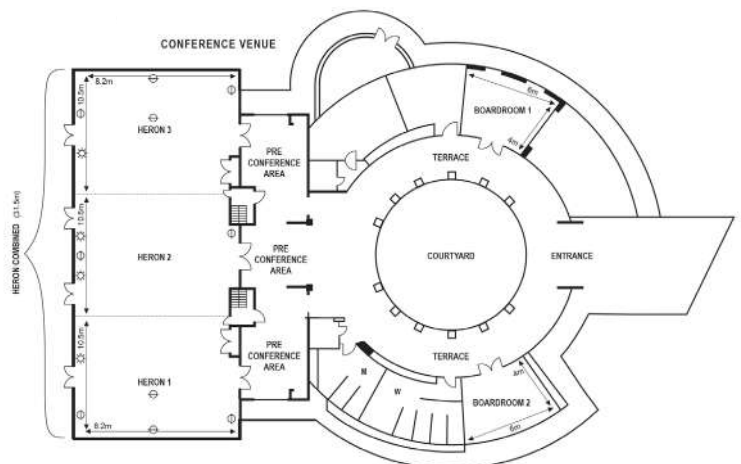 CONFERENCE VENUE
8.2m
10.5m
HERON 3
PRE
CONFERENCE
AREA
BOARDROOM 1
6m
4m
TERRACE
HERON COMBINED (31.5m)
10.5m
HERON 2
PRE
CONFERENCE
AREA
COURTYARD
ENTRANCE
10.5m
HERON 1
8.2m
PRE
CONFERENCE
AREA
TERRACE
M
W
BOARDROOM 2
4m
6m